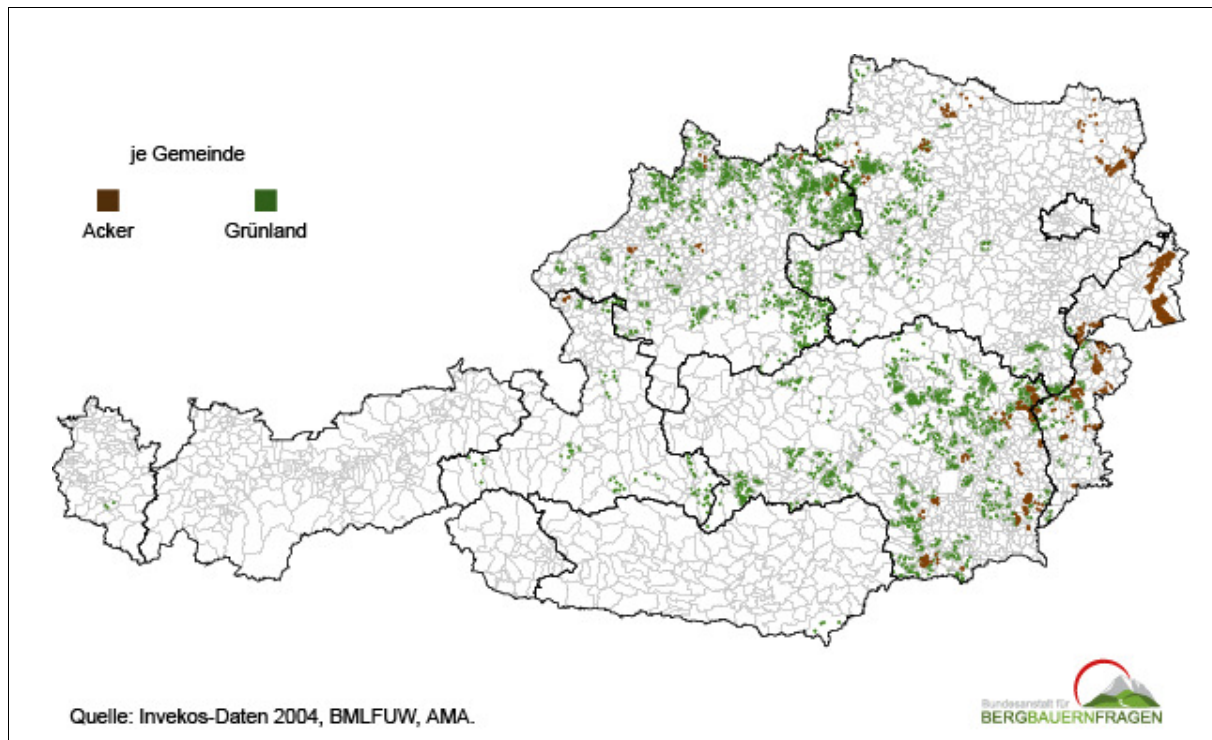 je Gemeinde
Acker
Grünland
Quelle: Invekos-Daten 2004, BMLFUW, AMA.
Bundesanstalt für
BERGBAUERNFRAGEN